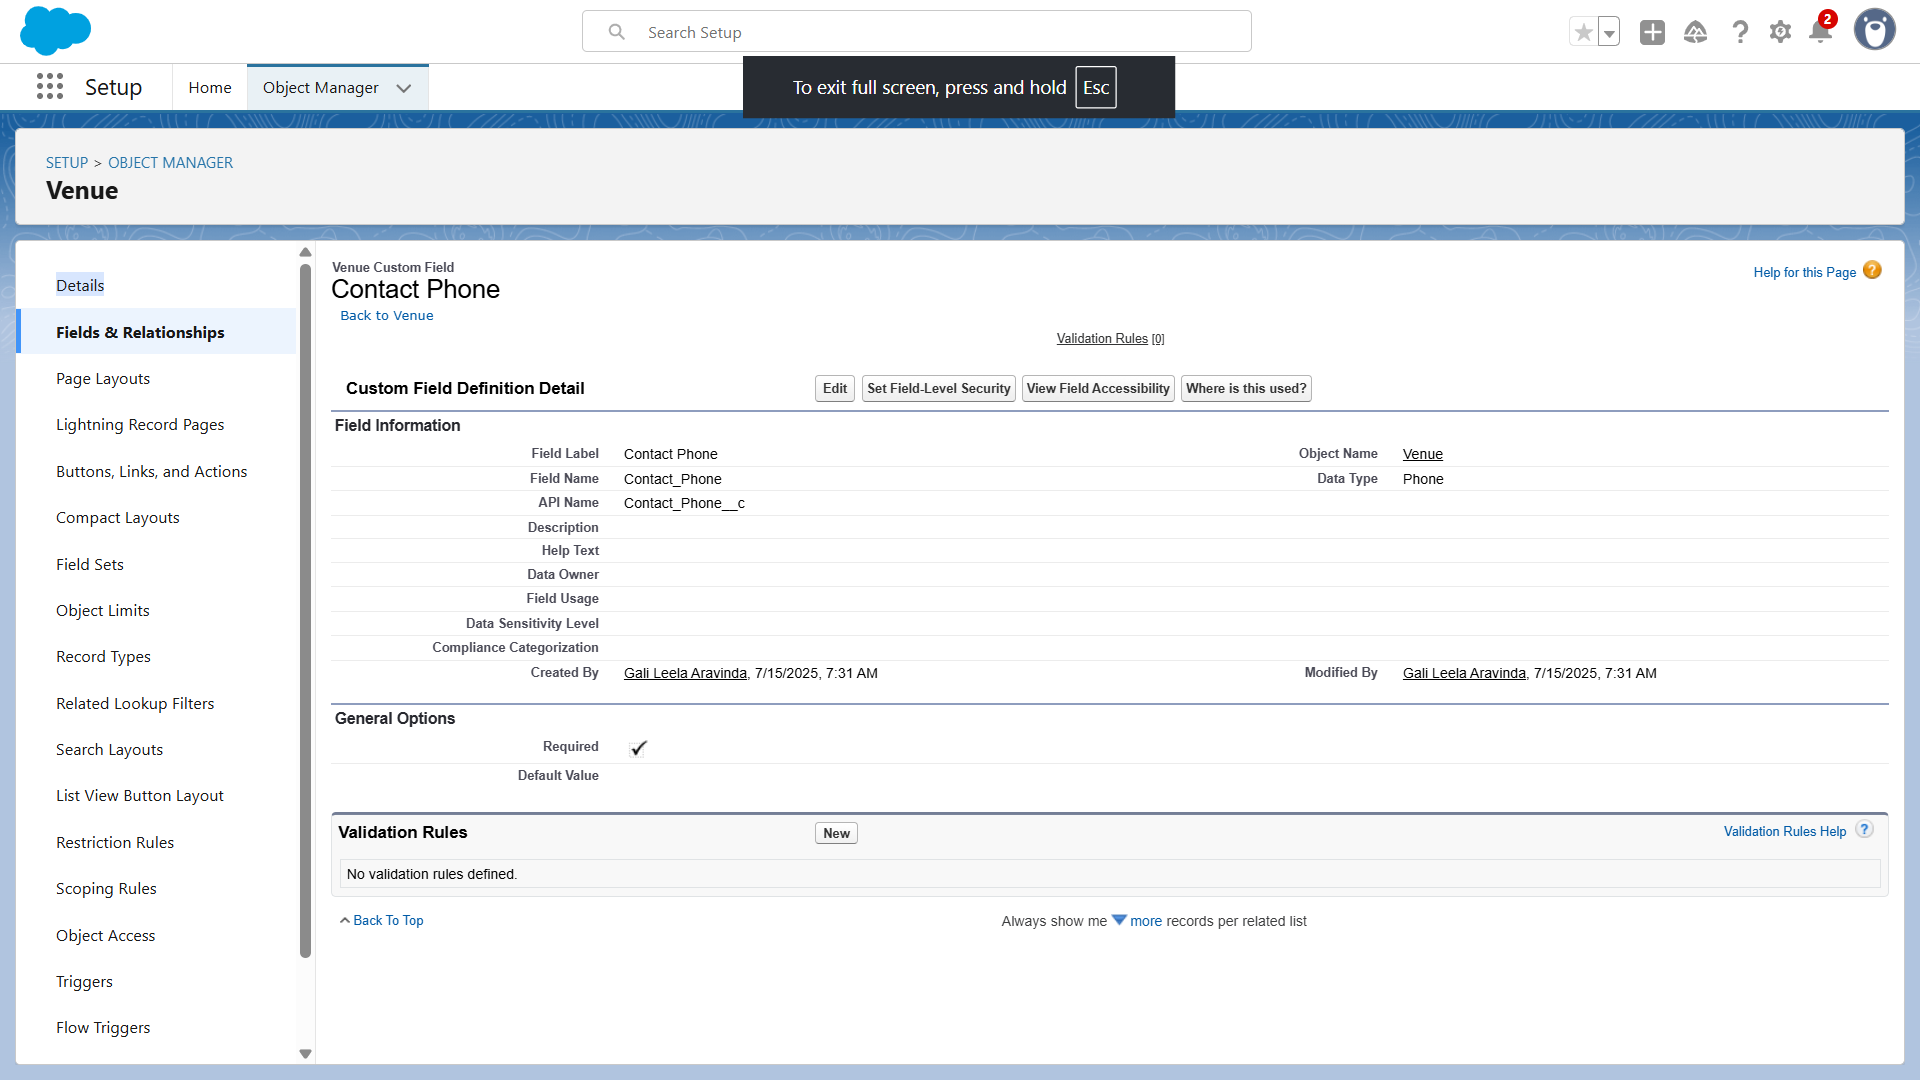 Search Setup
2
Setup
Home
Object Manager
To exit full screen, press and hold Esc
SETUP > OBJECT MANAGER
Venue
Details
Fields & Relationships
Page Layouts
Lightning Record Pages
Buttons, Links, and Actions
Compact Layouts
Field Sets
Object Limits
Record Types
Related Lookup Filters
Search Layouts
List View Button Layout
Restriction Rules
Scoping Rules
Object Access
Triggers
Flow Triggers
Venue Custom Field
Contact Phone
Back to Venue
Help for this Page ?
Validation Rules [0]
Custom Field Definition Detail
Edit Set Field-Level Security View Field Accessibility Where is this used?
Field Information
Field Label Contact Phone Object Name Venue
Field Name Contact_Phone Data Type Phone
API Name Contact_Phone__c
Description
Help Text
Data Owner
Field Usage
Data Sensitivity Level
Compliance Categorization
Created By Gali Leela Aravinda, 7/15/2025, 7:31 AM Modified By Gali Leela Aravinda, 7/15/2025, 7:31 AM
General Options
Required
Default Value
Validation Rules New Validation Rules Help ?
No validation rules defined.
Back To Top Always show me more records per related list